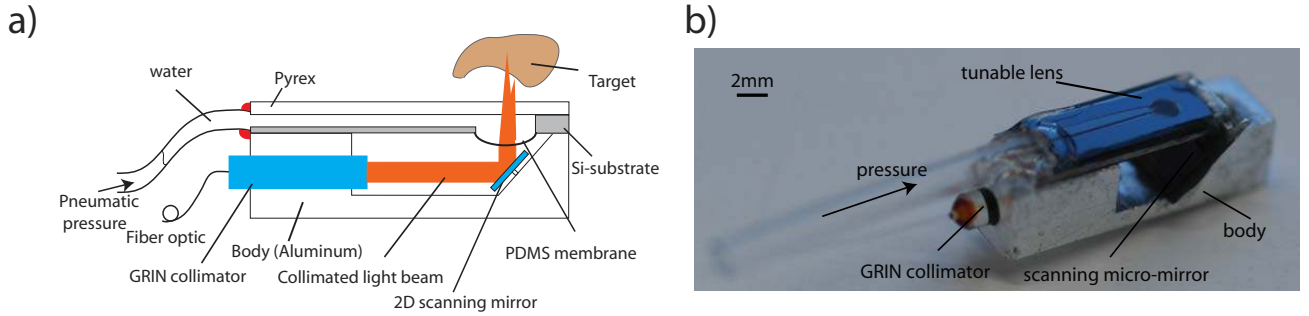 a)
water
Pyrex
Target
Si-substrate
Pneumatic
pressure
Fiber optic
Body (Aluminum)
PDMS membrane
GRIN collimator
Collimated light beam
2D scanning mirror
b)
2mm
tunable lens
pressure
body
GRIN collimator
scanning micro-mirror